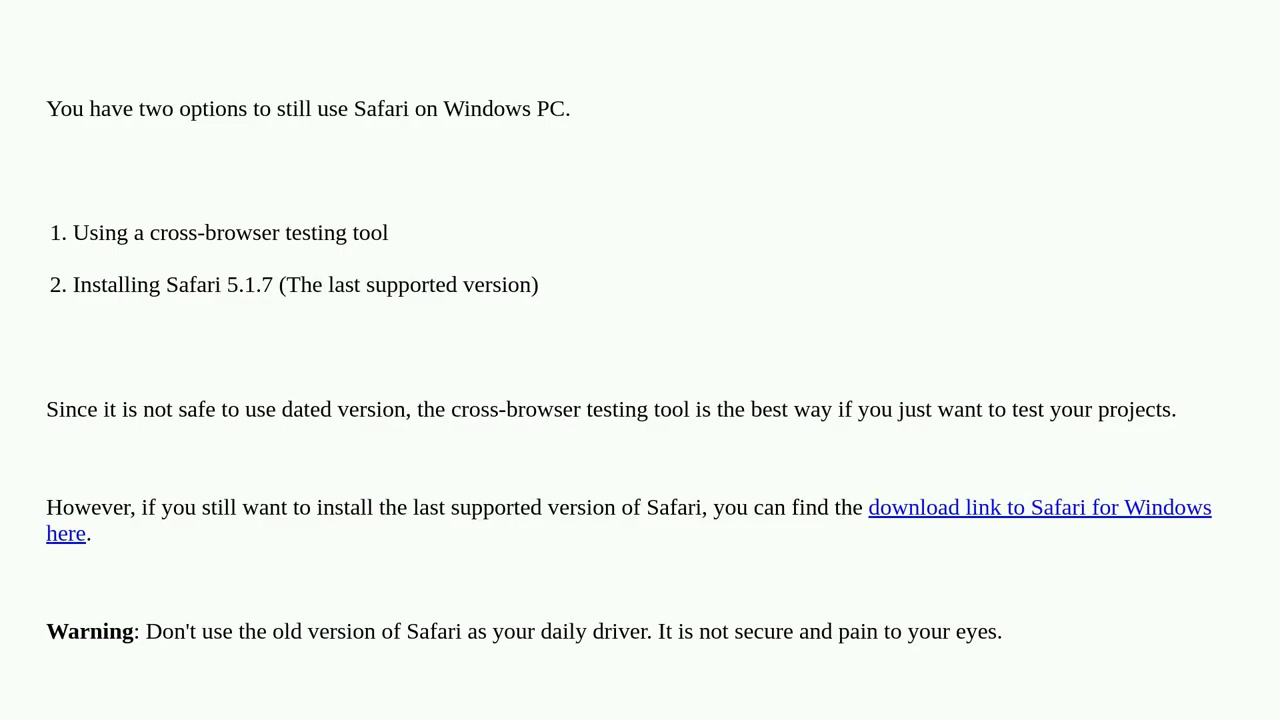 You have two options to still use Safari on Windows PC.
1. Using a cross-browser testing tool
2. Installing Safari 5.1.7 (The last supported version)
Since it is not safe to use dated version, the cross-browser testing tool is the best way if you just want to test your projects.
However, if you still want to install the last supported version of Safari, you can find the download link to Safari for Windows
here.
Warning: Don't use the old version of Safari as your daily driver. It is not secure and pain to your eyes.